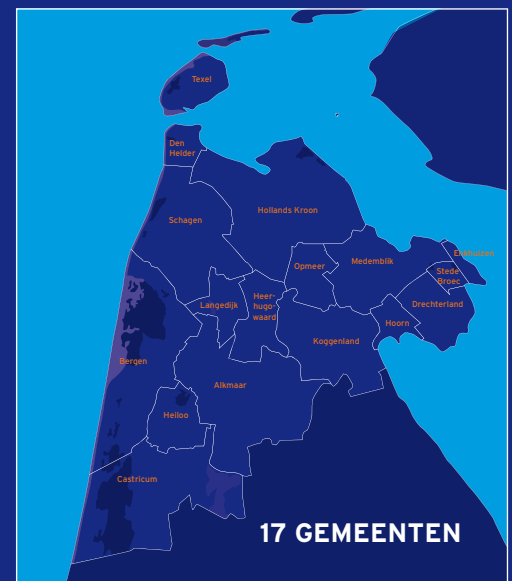 Texel
Den
Helder
Hollands Kroon
Schagen
Enkhuizen
Medemblik
Opmeer
Stede
Broec
Heer-
hugo-
waard
Langedijk
Drechterland
Hoorn
Koggenland
Bergen
Alkmaar
Heiloo
Castricum
17 GEMEENTEN